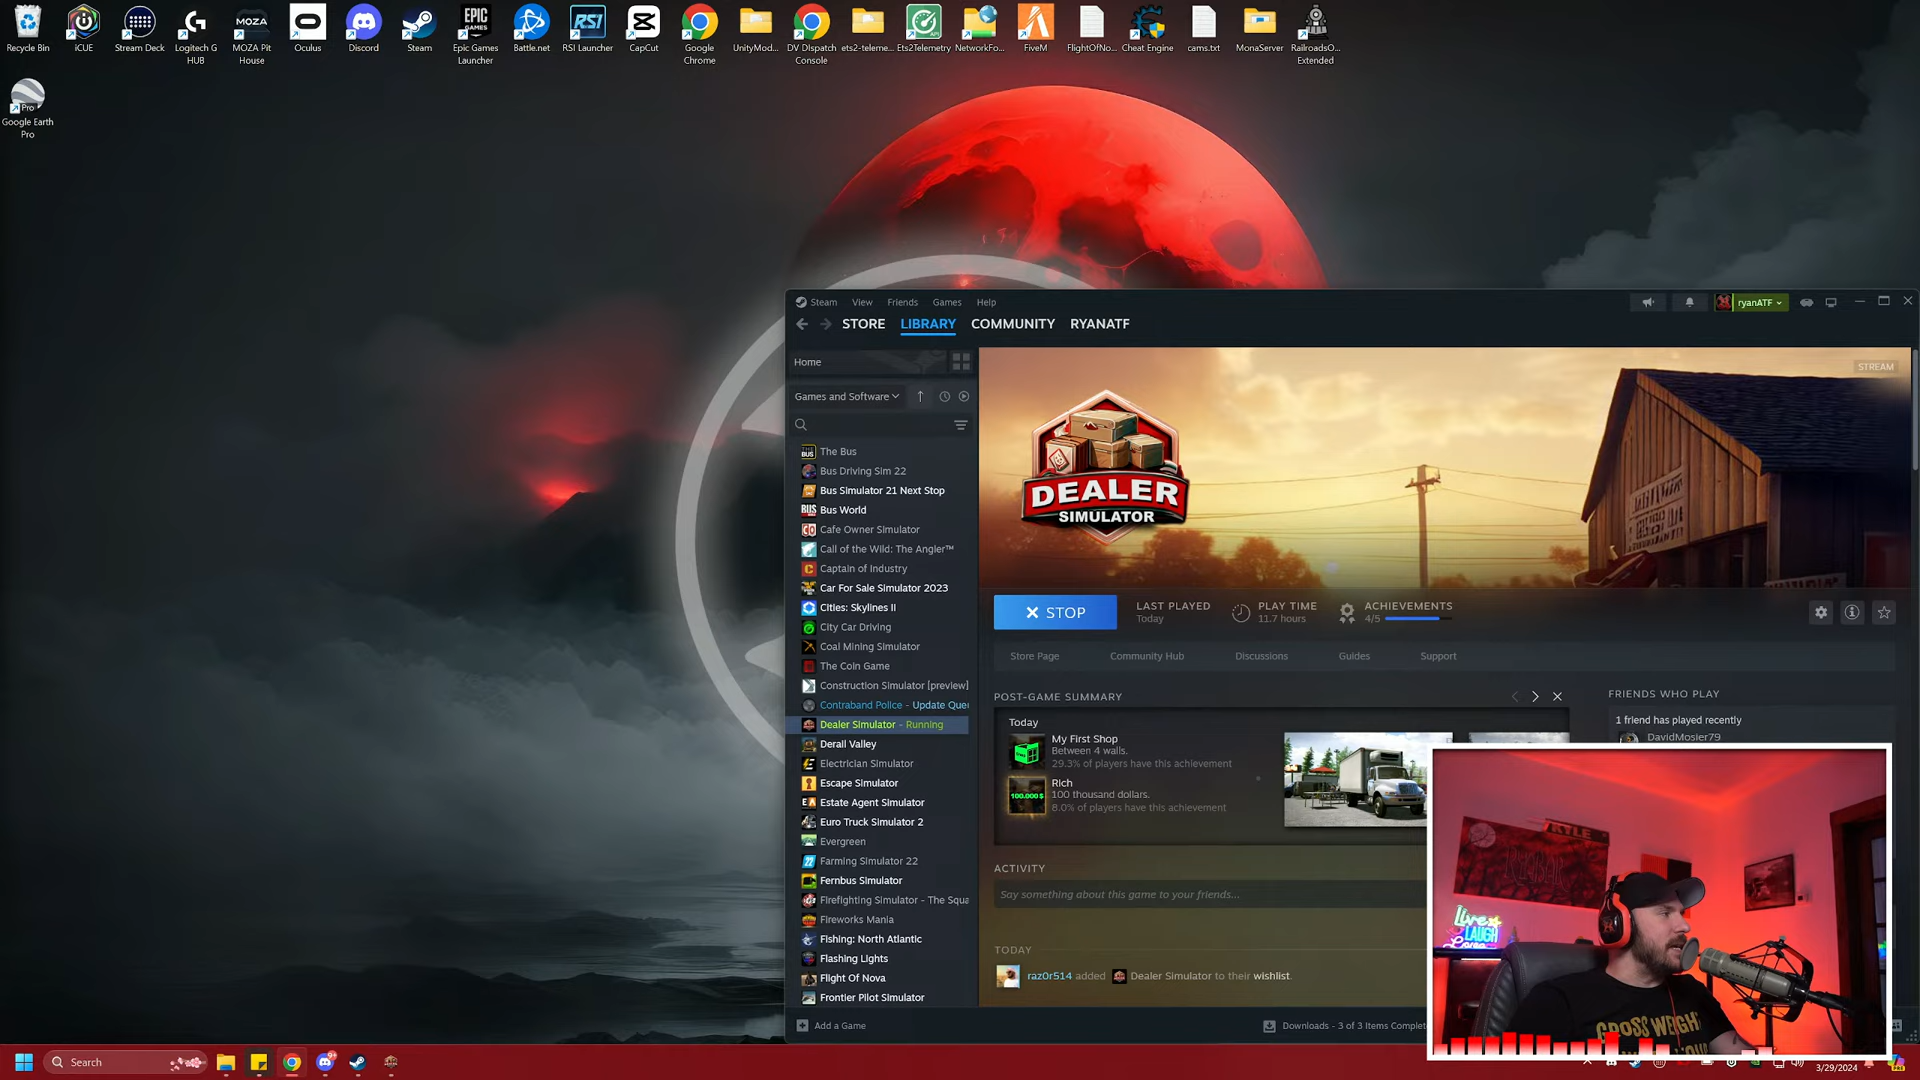 Recycle Bin
iCUE
Stream Deck
Logitech G
HUB
MOZA Pit
House
Oculus
Discord
Steam
Epic Games
Launcher
Battle.net
RSI Launcher
CapCut
Google
Chrome
UnityMod...
DV Dispatch
Console
ets2-teleme...
Ets2Telemetry
NetworkFo...
FiveM
FlightOfNo...
Cheat Engine
cams.txt
MonaServer
RailroadsO...
Extended
Google Earth
Pro
Steam View Friends Games Help
ryanATF
STORE LIBRARY COMMUNITY RYANATF
Home
STREAM
Games and Software
DEALER
SIMULATOR
The Bus
Bus Driving Sim 22
Bus Simulator 21 Next Stop
Bus World
Cafe Owner Simulator
Call of the Wild: The Angler™
Captain of Industry
Car For Sale Simulator 2023
Cities: Skylines II
City Car Driving
Coal Mining Simulator
The Coin Game
Construction Simulator [preview]
Contraband Police - Update Queu
Dealer Simulator - Running
Derail Valley
Electrician Simulator
Escape Simulator
Estate Agent Simulator
Euro Truck Simulator 2
Evergreen
Farming Simulator 22
Fernbus Simulator
Firefighting Simulator - The Squa
Fireworks Mania
Fishing: North Atlantic
Flashing Lights
Flight Of Nova
Frontier Pilot Simulator
STOP
LAST PLAYED
Today
PLAY TIME
11.7 hours
ACHIEVEMENTS
4/5
Store Page Community Hub Discussions Guides Support
POST-GAME SUMMARY
Today
My First Shop
Between 4 walls.
29.3% of players have this achievement
100.000 $
Rich
100 thousand dollars.
8.0% of players have this achievement
FRIENDS WHO PLAY
1 friend has played recently
DavidMosier79
ACTIVITY
Say something about this game to your friends...
TODAY
raz0r514 added Dealer Simulator to their wishlist.
Add a Game
Downloads - 3 of 3 Items Complete
Live
LAUGH
GROSS WEIGH
Search
3/29/2024